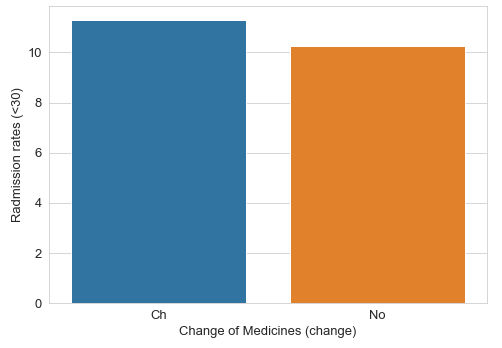 10
8
6
4
2
0
Radmission rates (<30)
Ch
No
Change of Medicines (change)